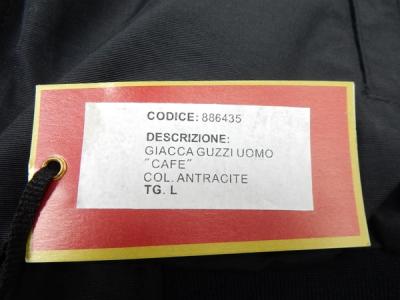 CODICE: 886435
DESCRIZIONE:
GIACCA GUZZI UOMO
"CAFE"
COL. ANTRACITE
TG. L